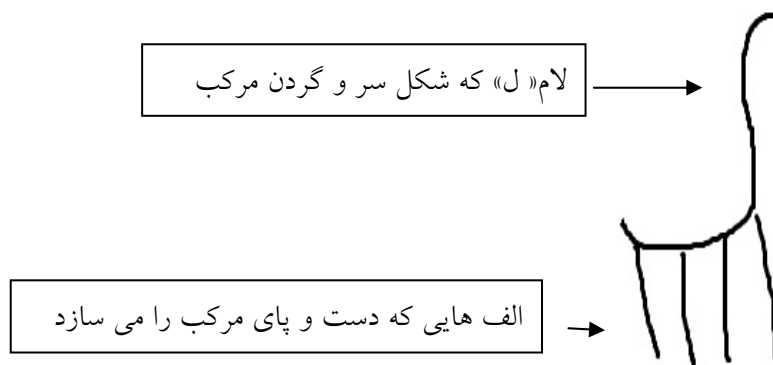 لام« ل» که شکل سر و گردن مرکب
الف هایی که دست و پای مرکب را می سازد